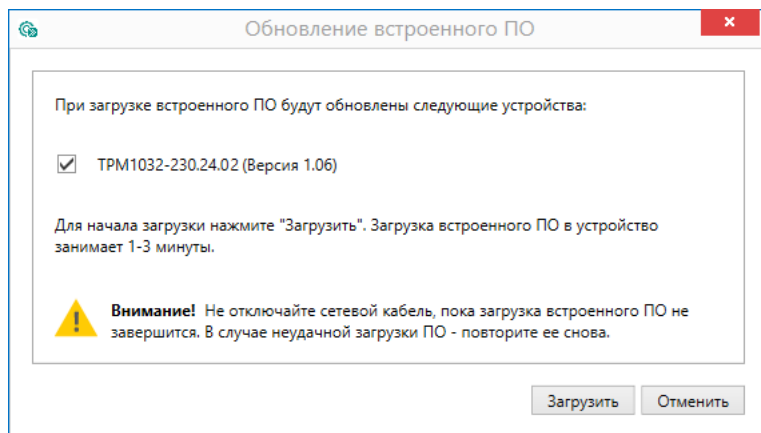 Обновление встроенного ПО
При загрузке встроенного ПО будут обновлены следующие устройства:
ТРМ1032-230.24.02 (Версия 1.06)
Для начала загрузки нажмите "Загрузить". Загрузка встроенного ПО в устройство
занимает 1-3 минуты.
Внимание! Не отключайте сетевой кабель, пока загрузка встроенного ПО не
завершится. В случае неудачной загрузки ПО - повторите ее снова.
Загрузить
Отменить